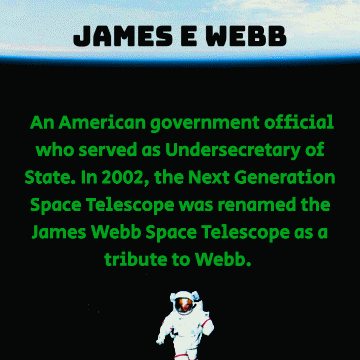 JAMES E WEBB
An American government official
who served as Undersecretary of
State. In 2002, the Next Generation
Space Telescope was renamed the
James Webb Space Telescope as a
tribute to Webb.